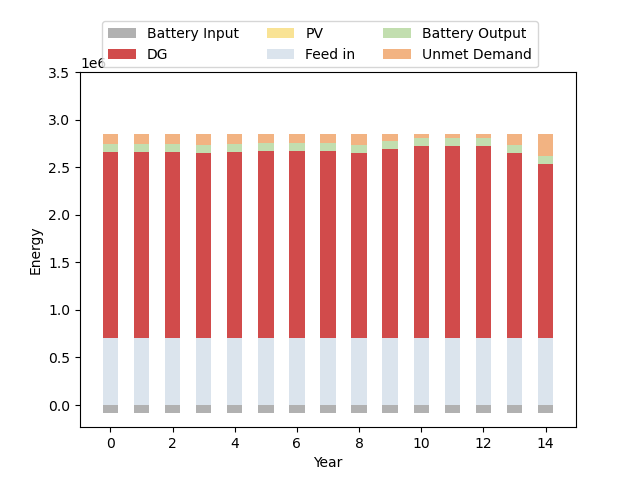 Battery Input PV Battery Output
DG Feed in Unmet Demand
1e6
3.5
3.0
2.5
2.0
1.5
1.0
0.5
0.0
Energy
0 2 4 6 8 10 12 14
Year